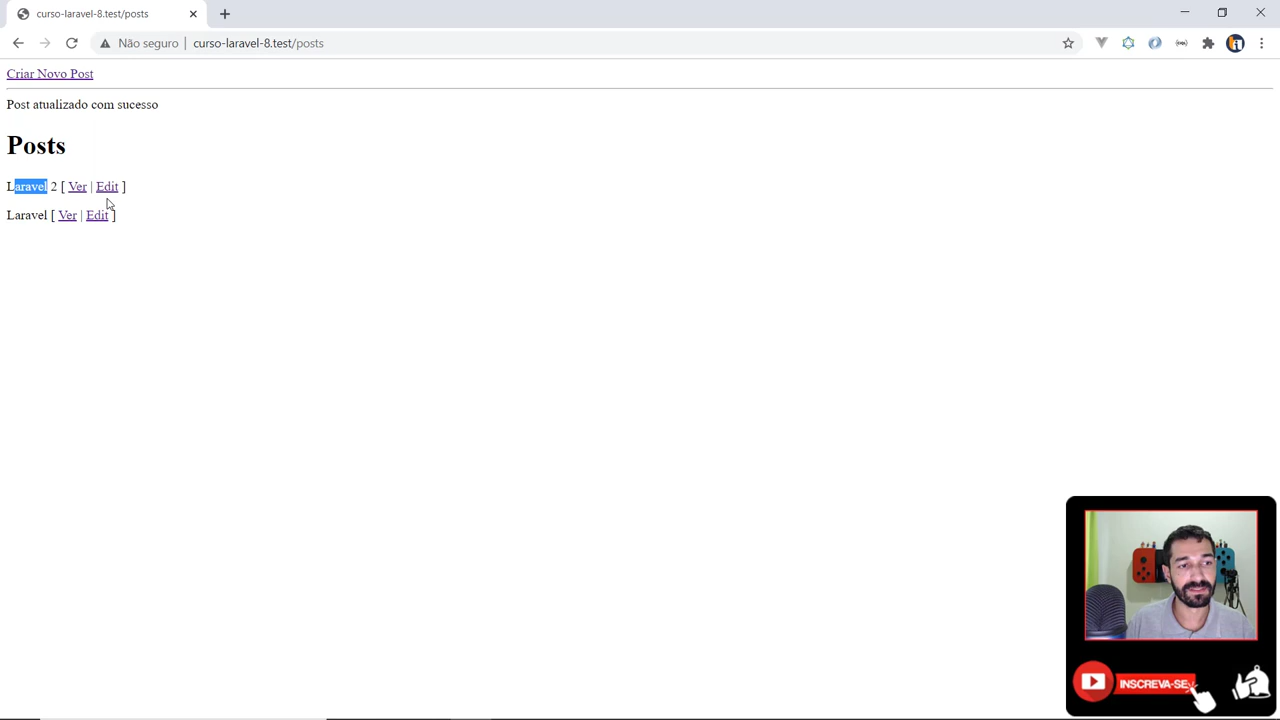 curso-laravel-8.test/posts
Não seguro | curso-laravel-8.test/posts
Criar Novo Post
Post atualizado com sucesso
Posts
Laravel 2 [ Ver | Edit ]
Laravel [ Ver | Edit ]
INSCREVA-SE